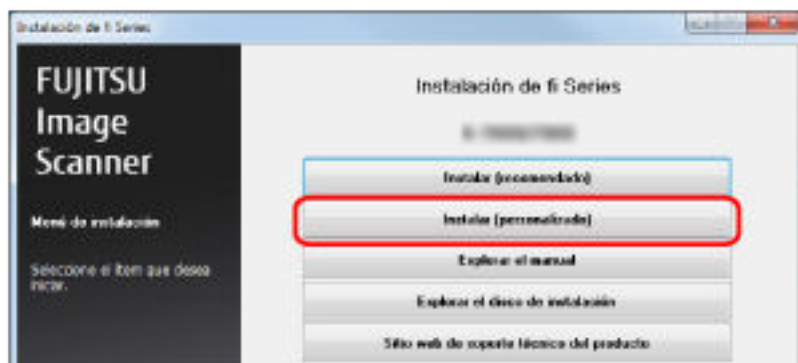 Instalación de fi Series
FUJITSU
Image
Scanner
Menú de instalación
Seleccione el ítem que desea
iniciar.
Instalación de fi Series
Instalar (recomendado)
Instalar (personalizado)
Explorar el manual
Explorar el disco de instalación
Sitio web de soporte técnico del producto